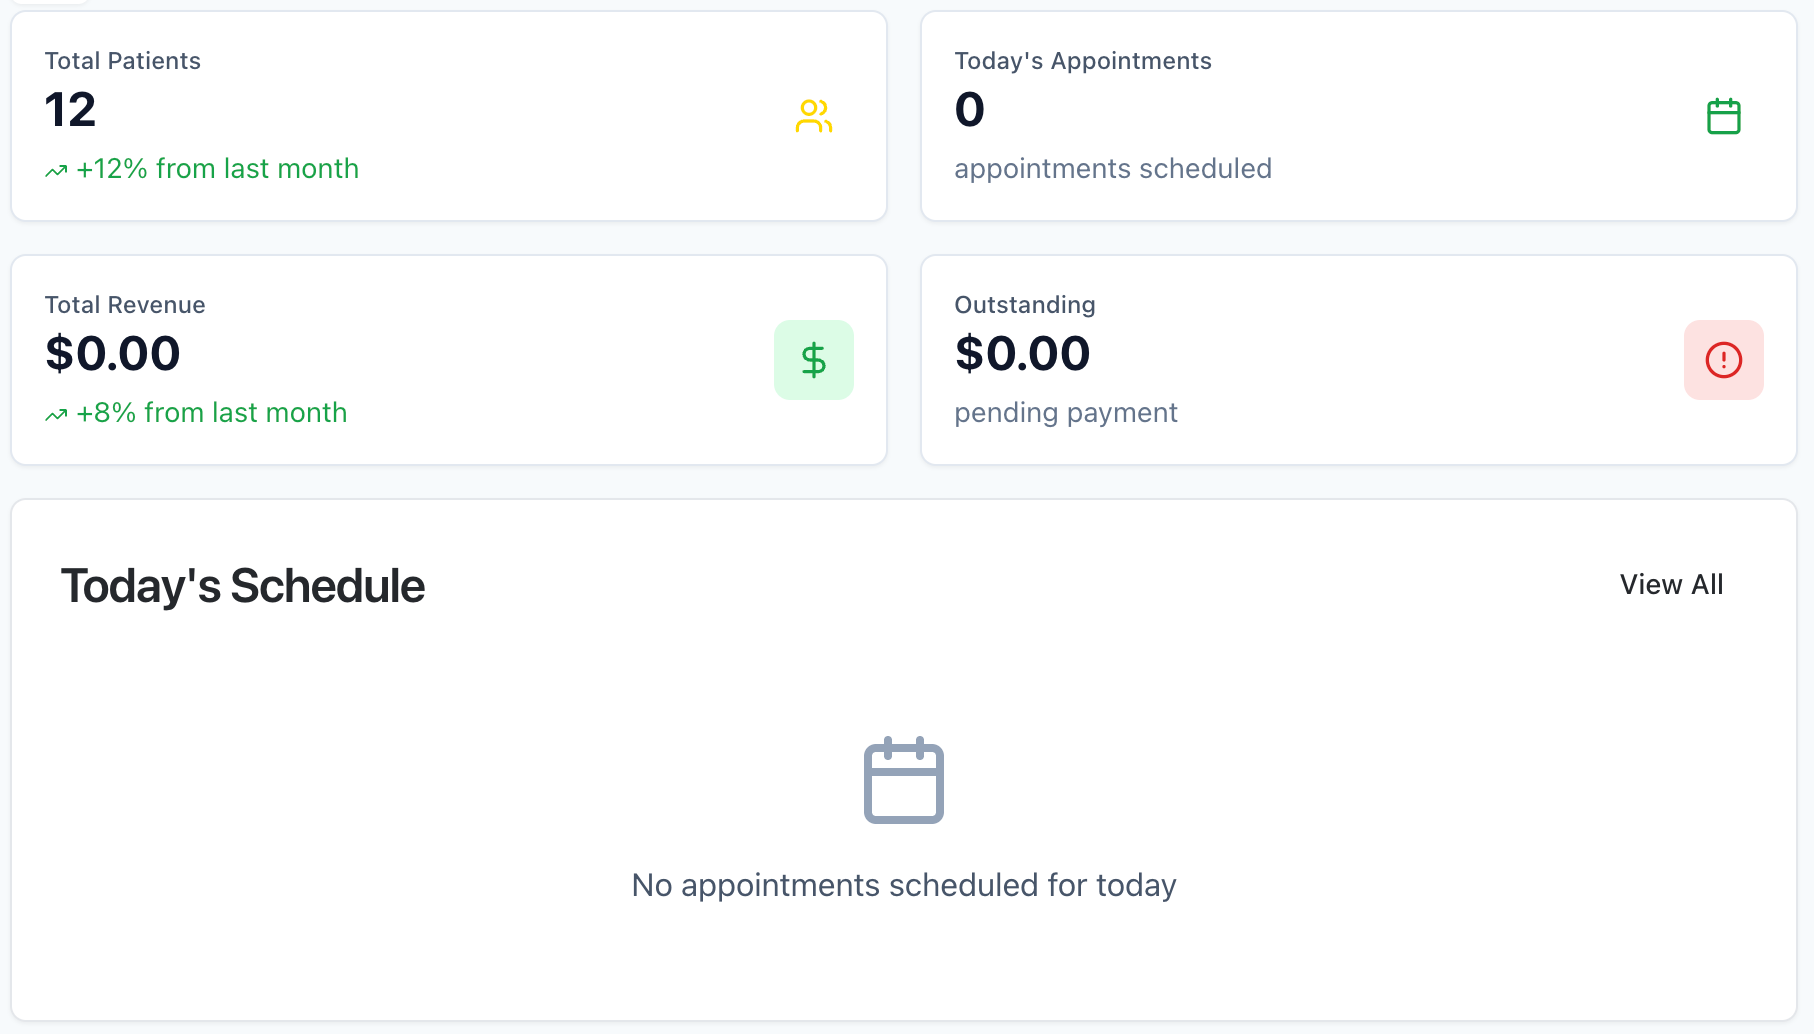 Total Patients
12
+12% from last month
Today's Appointments
0
appointments scheduled
Total Revenue
$0.00
+8% from last month
Outstanding
$0.00
pending payment
Today's Schedule
View All
No appointments scheduled for today